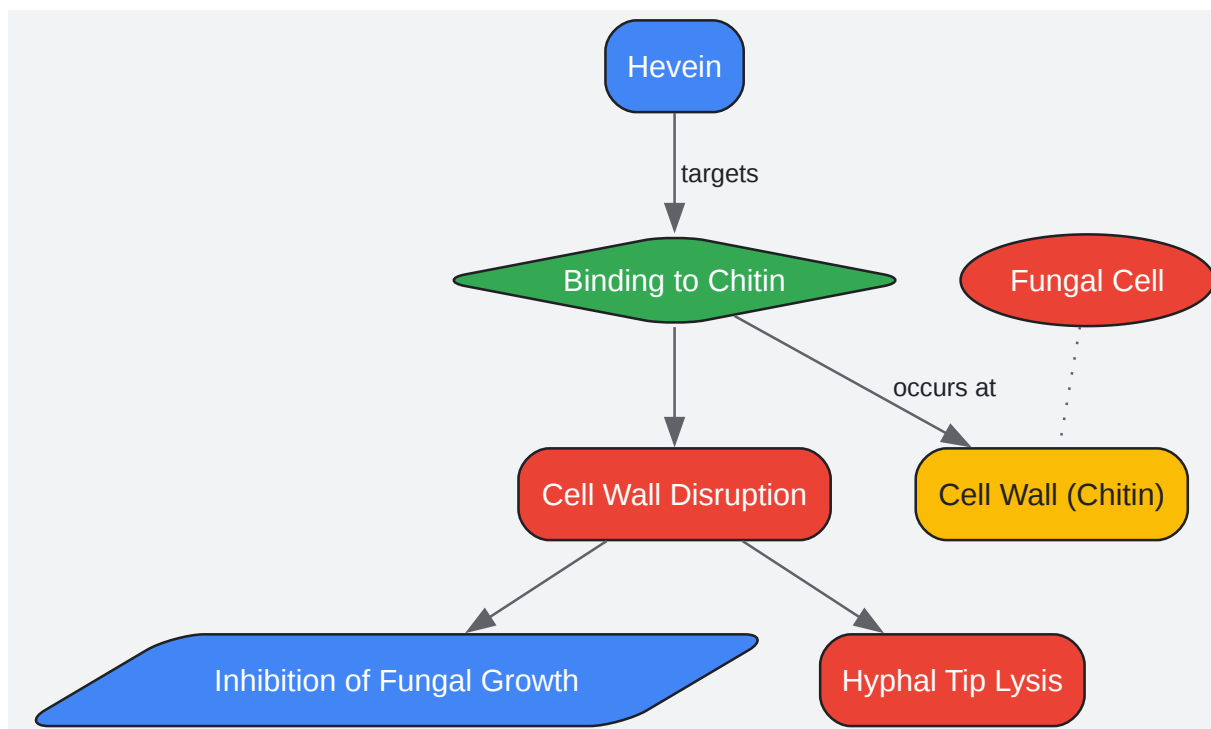 Hevein
targets
Binding to Chitin
Fungal Cell
occurs at
Cell Wall Disruption
Cell Wall (Chitin)
Inhibition of Fungal Growth
Hyphal Tip Lysis